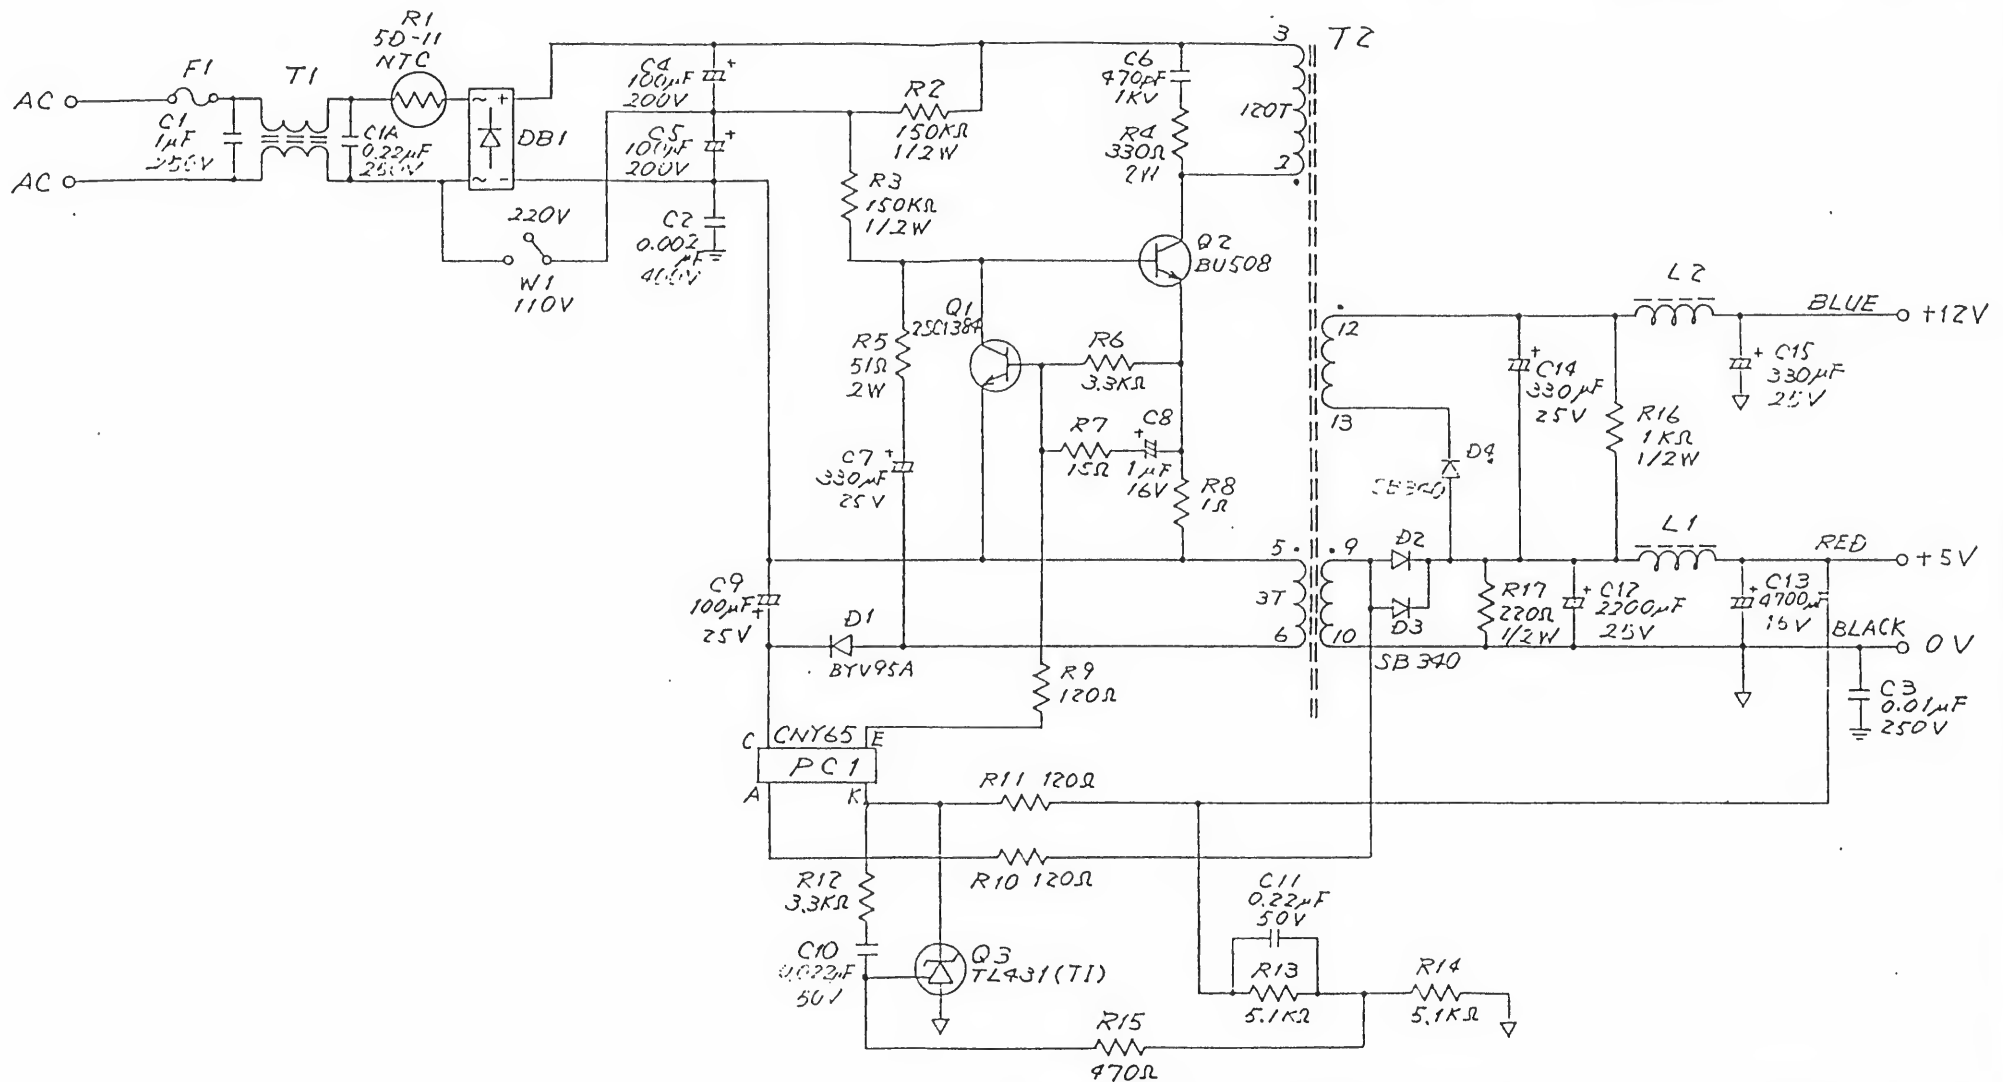 R1
5D-11
NTC
F1
T1
AC
AC
C1
1µF
250V
C1A
0.22µF
250V
~ +
~ -
DB1
220V
W1
110V
C4
100µF
200V
+
C5
100µF
200V
+
C2
0.002
µF
400V
R2
150KΩ
1/2W
R3
150KΩ
1/2W
C6
470pF
1KV
R4
330Ω
2W
3
120T
2
T2
Q2
BU508
Q1
2SC1384
R5
51Ω
2W
R6
3.3KΩ
R7
15Ω
C8
+
1µF
16V
C7
+
330µF
25V
R8
1Ω
12
13
D4
SB340
L2
BLUE
+12V
C14
+
330µF
25V
R16
1KΩ
1/2W
C15
+
330µF
25V
5
3T
6
9
10
D2
D3
SB340
R17
220Ω
1/2W
C12
+
2200µF
25V
L1
RED
+5V
C13
+
4700µF
16V
BLACK
0V
C3
0.01µF
250V
C9
100µF
+
25V
D1
BYV95A
R9
120Ω
C
CNY65
E
PC1
A
K
R11 120Ω
R10 120Ω
R12
3.3KΩ
C10
0.022µF
50V
Q3
TL431(TI)
C11
0.22µF
50V
R13
5.1KΩ
R14
5.1KΩ
R15
470Ω